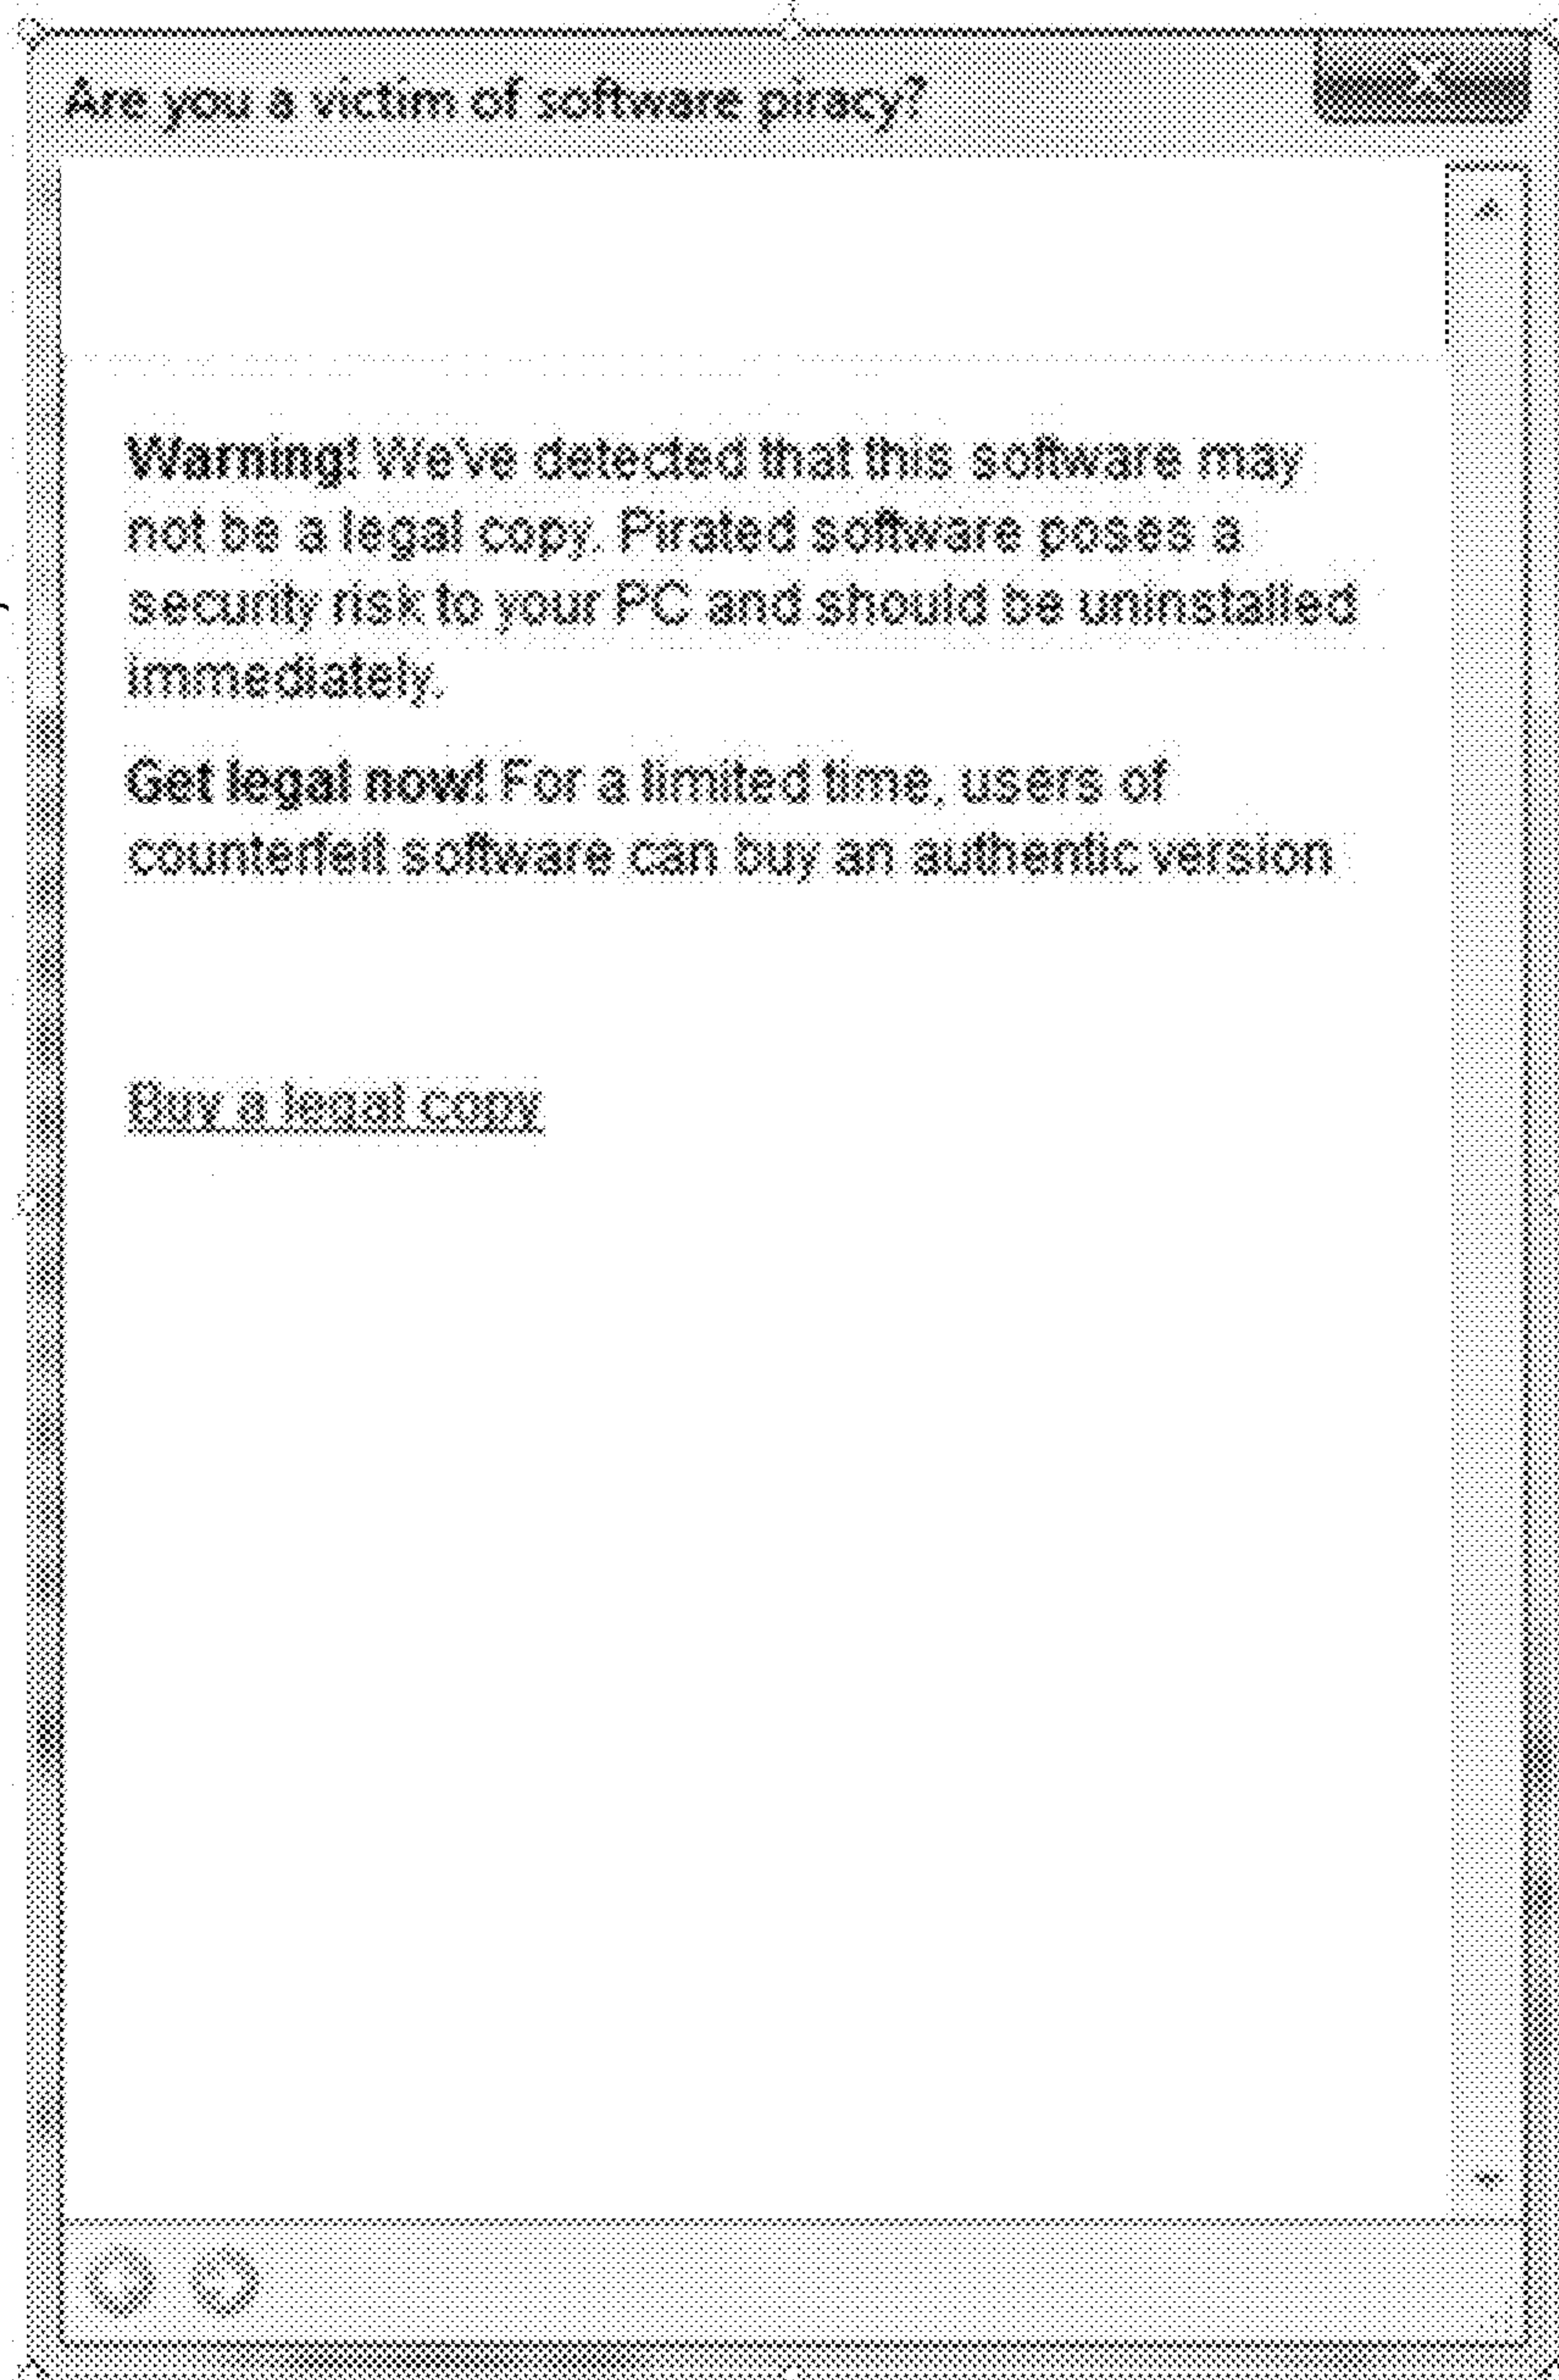 Are you a victim of software piracy?
Warning! We've detected that this software may
not be a legal copy. Pirated software poses a
security risk to your PC and should be uninstalled
immediately.
Get legal now! For a limited time, users of
counterfeit software can buy an authentic version
Buy a legal copy